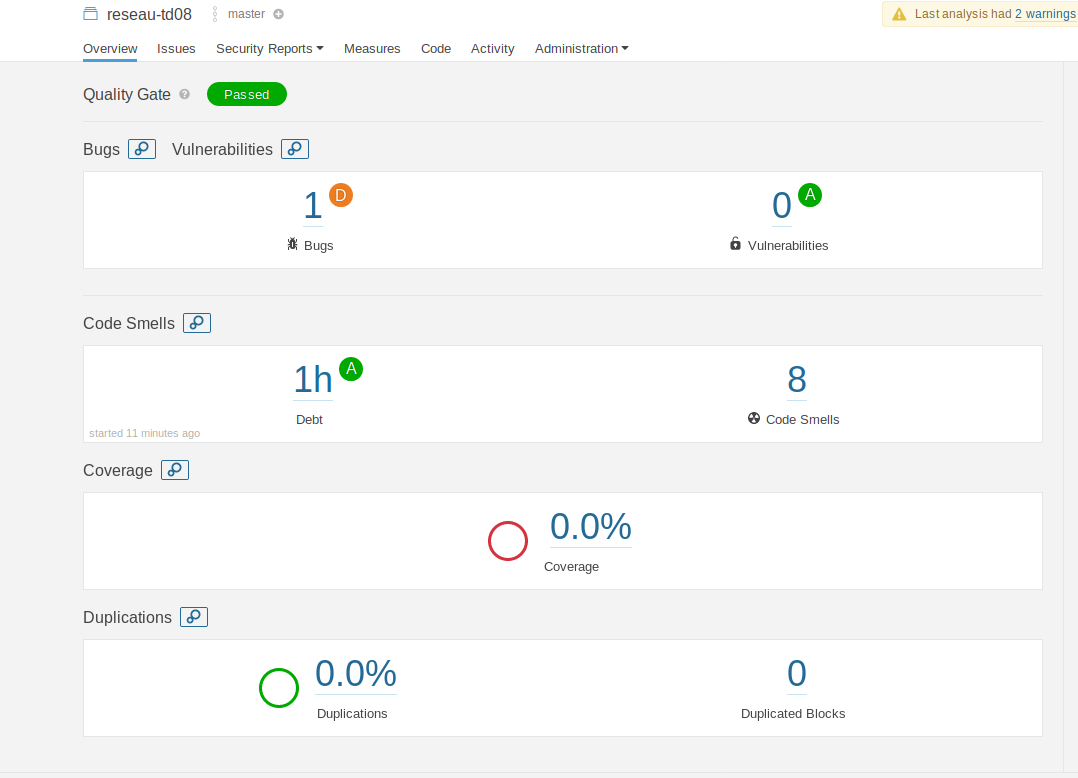 reseau-td08 master
Last analysis had 2 warnings
Overview Issues Security Reports Measures Code Activity Administration
Quality Gate ? Passed
Bugs Vulnerabilities
1 D 0 A
Bugs Vulnerabilities
Code Smells
1h A 8
Debt Code Smells
started 11 minutes ago
Coverage
0.0%
Coverage
Duplications
0.0% 0
Duplications Duplicated Blocks